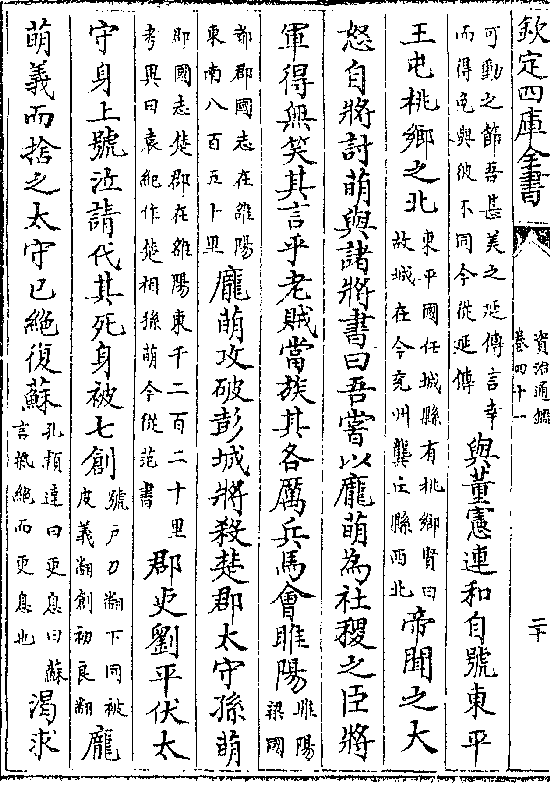 欽定四庫全書
資治通鑑
卷四十一
二十
可動之節吾甚美之延傳言幸
而得免與彼不同今從延傳
與董憲連和自號東平
王屯桃鄉之北
東平國任城縣有桃鄉賢曰
故城在今兗州龔丘縣西北
帝聞之大
怒自將討萌與諸將書曰吾嘗以龐萌為社稷之臣將
軍得無笑其言乎老賊當族其各厲兵馬會睢陽
睢陽
梁國
都郡國志在雒陽
東南八百五十里
龐萌攻破彭城將殺楚郡太守孫萌
郡國志楚郡在雒陽東千二百二十里
考異曰袁紀作楚相孫萌今從范書
郡吏劉平伏太
守身上號泣請代其死身被七創
號戶刀翻下同被
皮義翻創初良翻
龐
萌義而捨之太守已絕復蘇
孔穎達曰更息曰蘇
言氣絕而更息也
渴求